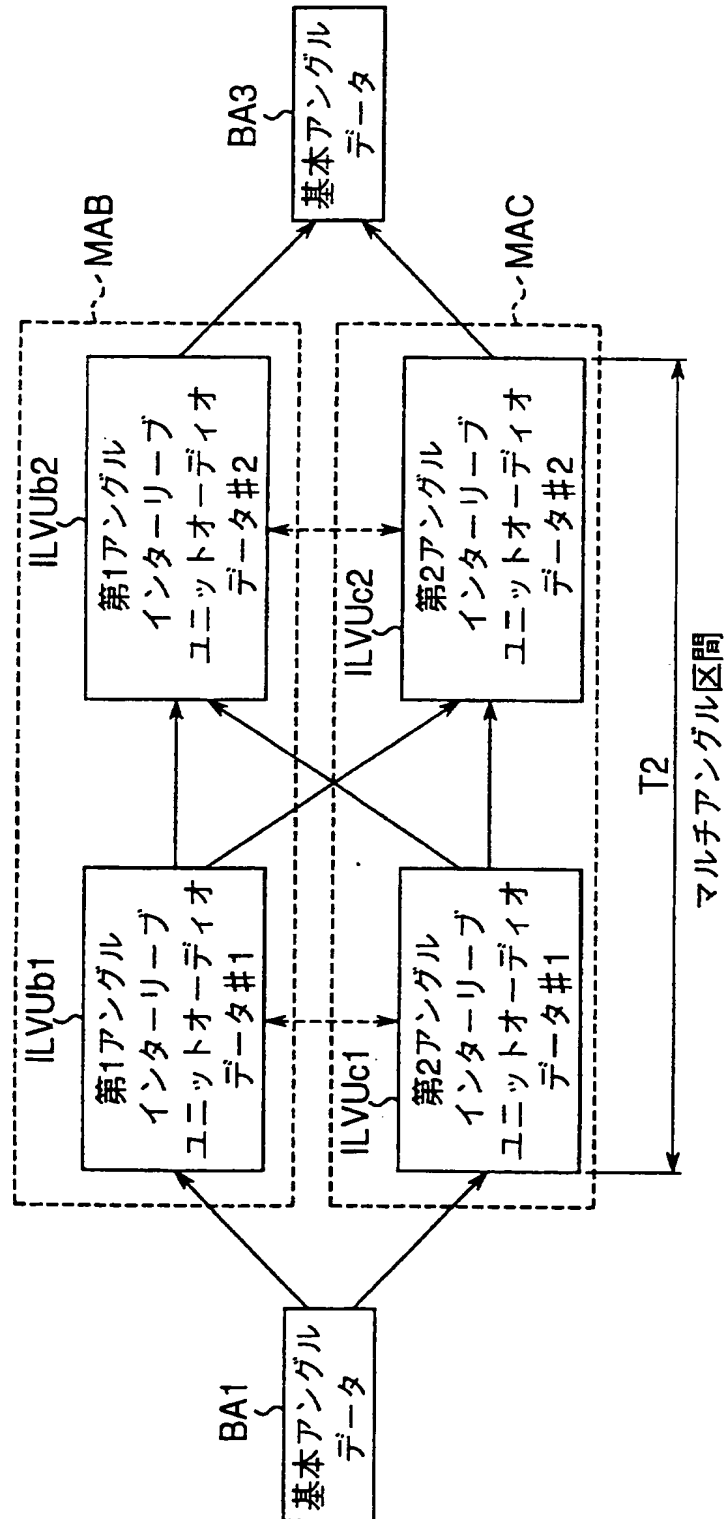 BA1
基本アングル
データ
MAB
ILVUb1
第1アングル
インターリーブ
ユニットオーディオ
データ#1
ILVUb2
第1アングル
インターリーブ
ユニットオーディオ
データ#2
MAC
ILVUc1
第2アングル
インターリーブ
ユニットオーディオ
データ#1
ILVUc2
第2アングル
インターリーブ
ユニットオーディオ
データ#2
BA3
基本アングル
データ
T2
マルチアングル区間